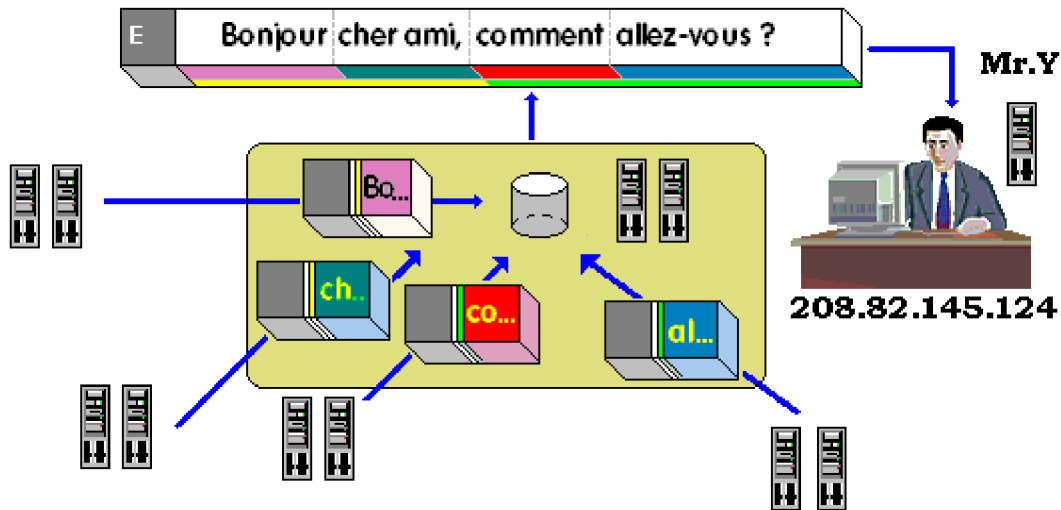 E Bonjour cher ami, comment allez-vous ?
Mr.Y
Bo...
ch..
co...
al...
208.82.145.124